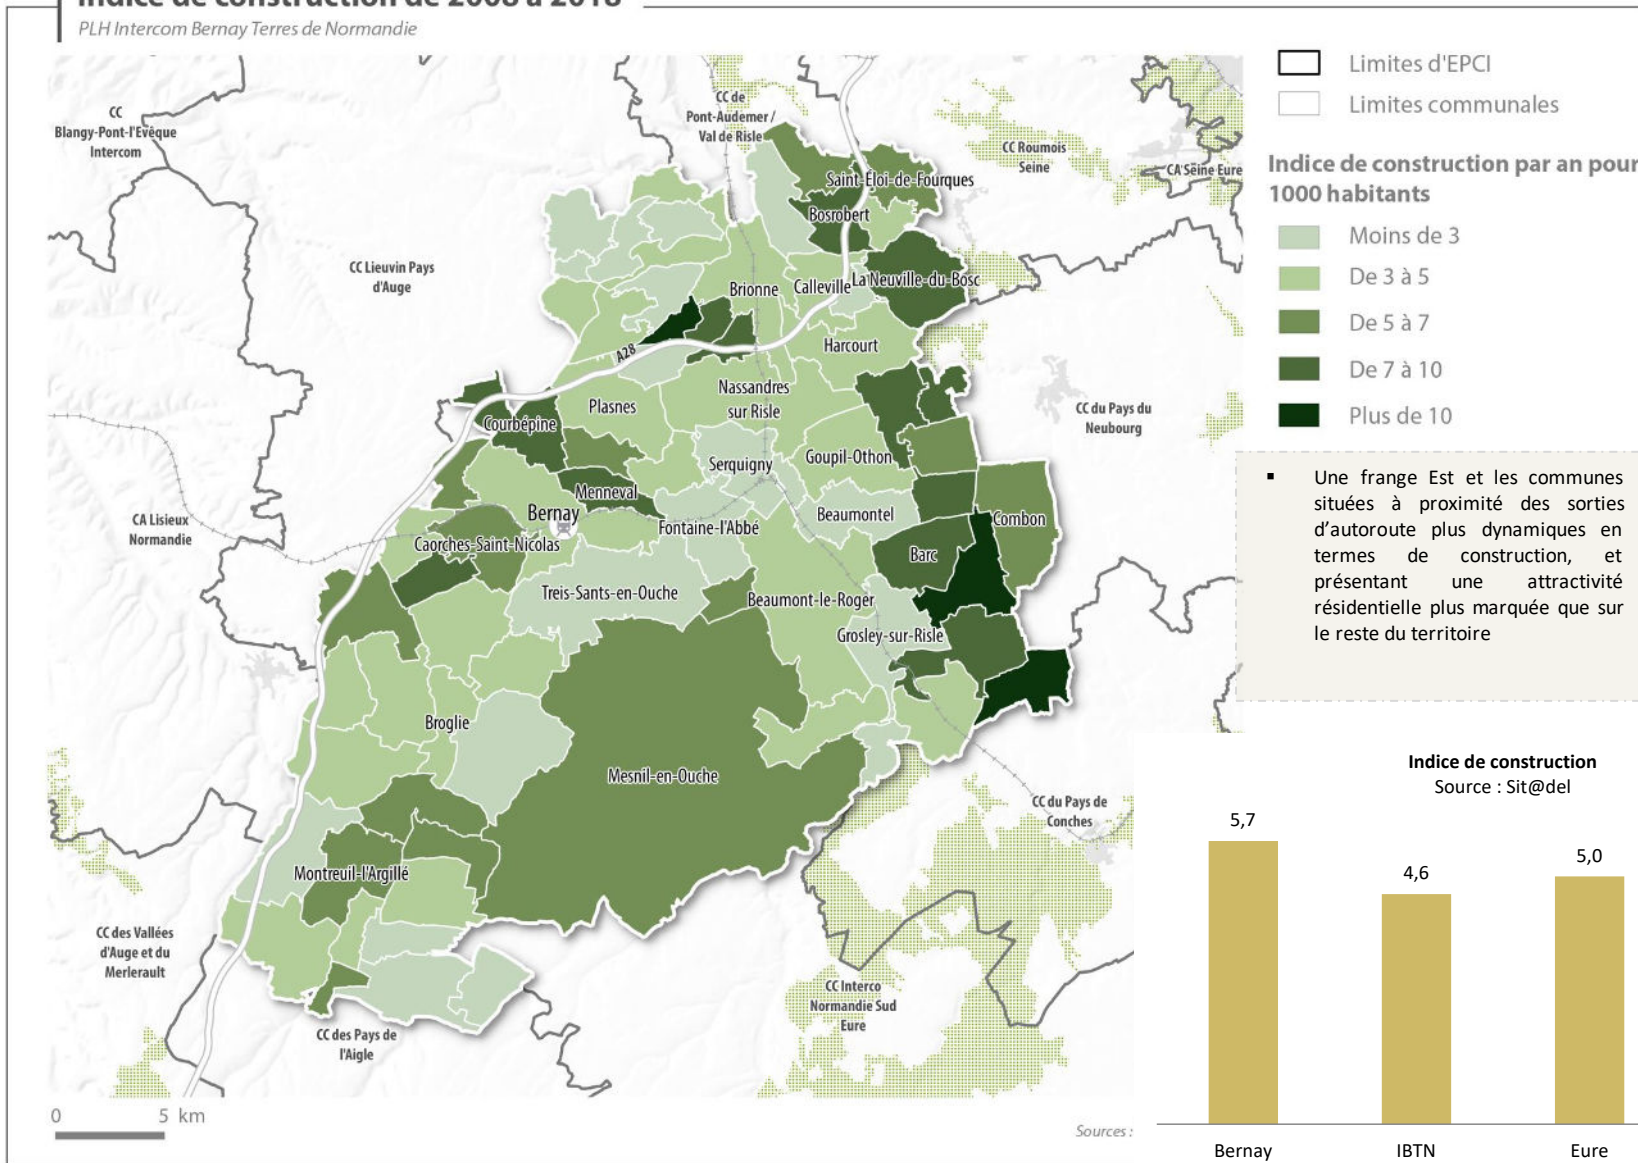 Indice de construction de 2008 à 2018
PLH Intercom Bernay Terres de Normandie
Limites d'EPCI
Limites communales
Indice de construction par an pour
1000 habitants
Moins de 3
De 3 à 5
De 5 à 7
De 7 à 10
Plus de 10
CC
Blangy-Pont-l'Evêque
Intercom
CC de
Pont-Audemer /
Val de Risle
CC Roumois
Seine
CA Seine Eure
CC Lieuvin Pays
d'Auge
Saint-Éloi-de-Fourques
Bosrobert
Brionne
Calleville
La Neuville-du-Bosc
Harcourt
A28
Nassandres
sur Risle
Plasnes
Courbépine
CC du Pays du
Neubourg
Serquigny
Goupil-Othon
Menneval
Bernay
Fontaine-l'Abbé
Beaumontel
Combon
CA Lisieux
Normandie
Caorches-Saint-Nicolas
Barc
Treis-Sants-en-Ouche
Beaumont-le-Roger
Grosley-sur-Risle
Broglie
Mesnil-en-Ouche
CC du Pays de
Conches
Montreuil-l'Argillé
CC des Vallées
d'Auge et du
Merlerault
CC Interco
Normandie Sud
Eure
CC des Pays de
l'Aigle
0 5 km
Sources :
▪ Une frange Est et les communes
situées à proximité des sorties
d’autoroute plus dynamiques en
termes de construction, et
présentant une attractivité
résidentielle plus marquée que sur
le reste du territoire
Indice de construction
Source : Sit@del
5,7
4,6
5,0
Bernay
IBTN
Eure